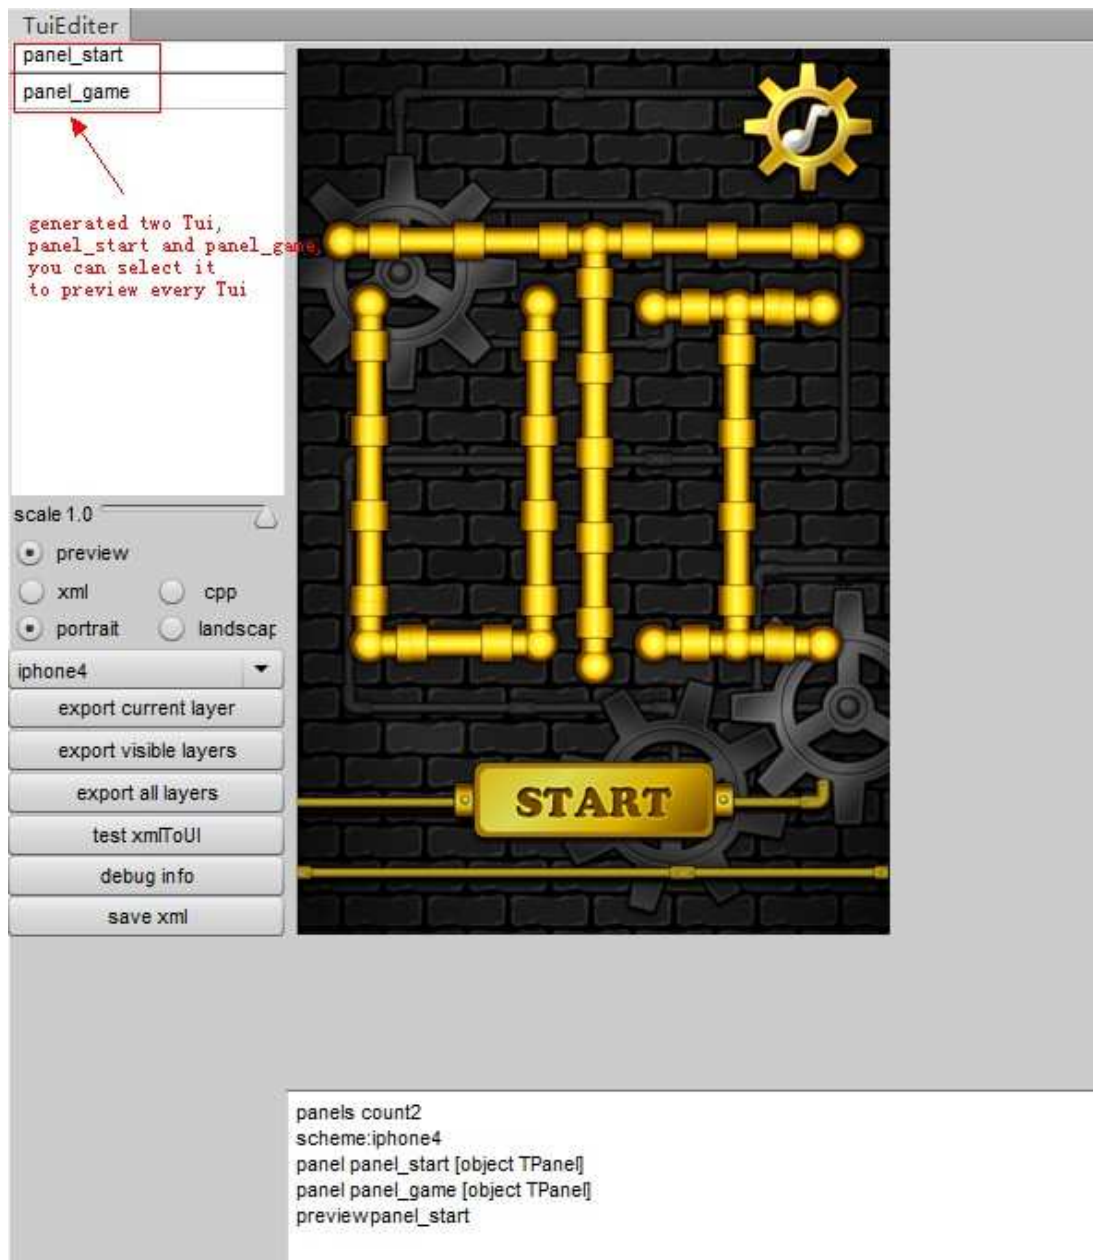 TuiEditer
panel_start
panel_game
generated two Tui,
panel_start and panel_game,
you can select it
to preview every Tui
scale 1.0
preview
xml
cpp
portrait
landscap
iphone4
export current layer
export visible layers
export all layers
test xmlToUI
debug info
save xml
START
panels count2
scheme:iphone4
panel panel_start [object TPanel]
panel panel_game [object TPanel]
previewpanel_start